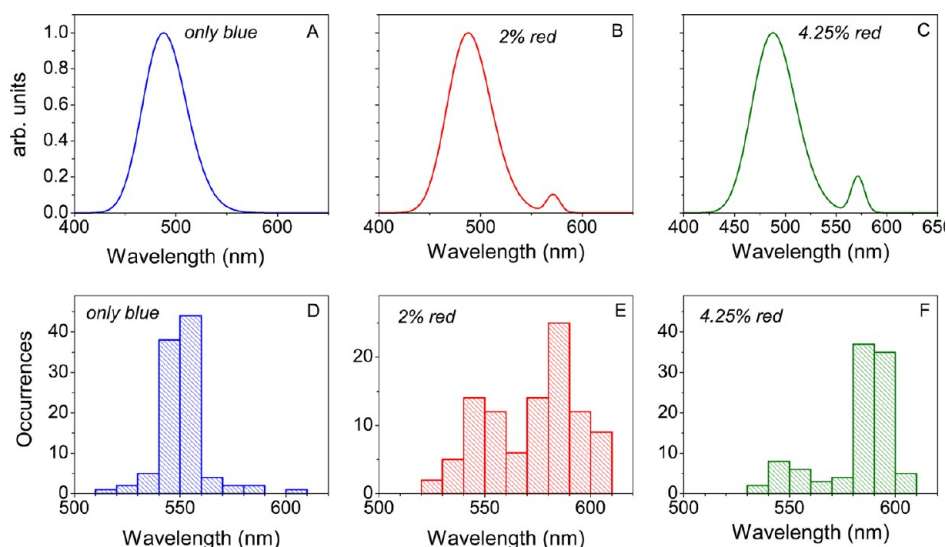 only blue A
2% red B
4.25% red C
1.0
0.8
0.6
0.4
0.2
0.0
arb. units
400 500 600
400 500 600
400 450 500 550 600 650
Wavelength (nm)
Wavelength (nm)
Wavelength (nm)
only blue D
2% red E
4.25% red F
40
30
20
10
0
Occurrences
20
10
0
40
30
20
10
0
500 550 600
500 550 600
500 550 600
Wavelength (nm)
Wavelength (nm)
Wavelength (nm)